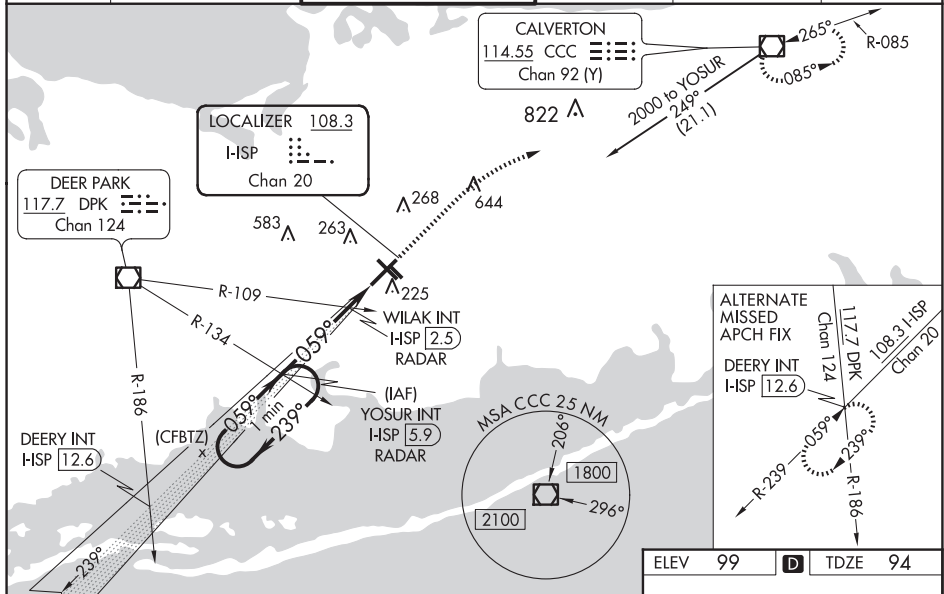 CALVERTON
114.55 CCC
Chan 92 (Y)
265°
R-085
085°
2000 to YOSUR
249°
(21.1)
822
LOCALIZER 108.3
I-ISP
Chan 20
DEER PARK
117.7 DPK
Chan 124
583
263
268
644
225
R-109
R-134
R-186
WILAK INT
I-ISP 2.5
RADAR
059°
059°
1 min
239°
(IAF)
YOSUR INT
I-ISP 5.9
RADAR
(CFBTZ)
x
DEERY INT
I-ISP 12.6
239°
MSA CCC 25 NM
206°
1800
296°
2100
ALTERNATE
MISSED
APCH FIX
117.7 DPK
Chan 124
108.3 I-ISP
Chan 20
DEERY INT
I-ISP 12.6
059°
239°
R-239
R-186
ELEV 99 D TDZE 94